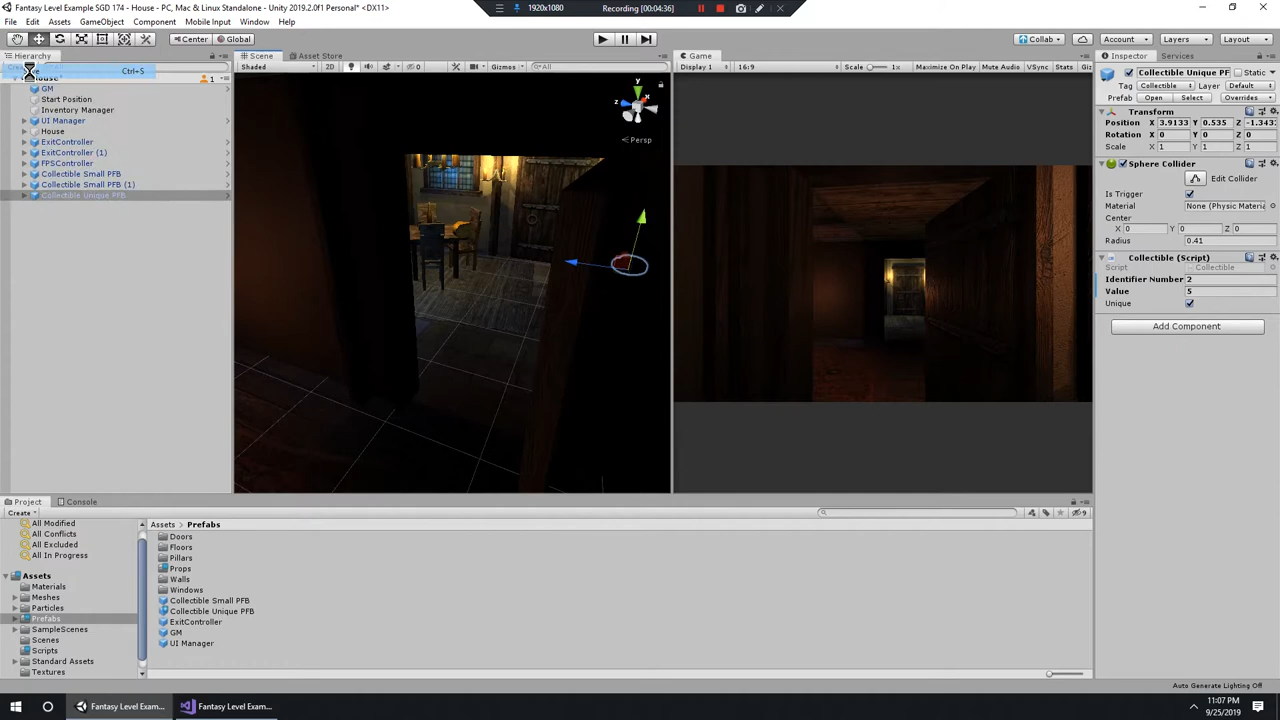 Fantasy Level Example SGD 174 - House - PC, Mac & Linux Standalone - Unity 2019.2.0f1 Personal* <DX11>
1920x1080
Recording [00:04:36]
File Edit Assets GameObject Component Mobile Input Window Help
Center Global
Collab Account Layers Layout
Hierarchy Scene Asset Store Game Inspector Services
Ctrl+S
Shaded 2D 0 Gizmos All
Display 1 16:9 Scale 1x Maximize On Play Mute Audio VSync Stats Giz
Collectible Unique PF Static
1
Tag Collectible Layer Default
GM
Prefab Open Select Overrides
Start Position
Inventory Manager
Transform
UI Manager
Position X 3.9133 Y 0.535 Z -1.343
House
Rotation X 0 Y 0 Z 0
ExitController
Scale X 1 Y 1 Z 1
ExitController (1)
FPSController
Sphere Collider
Collectible Small PFB
Edit Collider
Collectible Small PFB (1)
Is Trigger
Collectible Unique PFB
Material None (Physic Materia
Center
X 0 Y 0 Z 0
Radius 0.41
Collectible (Script)
Script Collectible
Identifier Number 2
Value 5
Unique
Add Component
y
x
z
Persp
Project Console
Create
All Modified
All Conflicts
All Excluded
All In Progress
Assets
Materials
Meshes
Particles
Prefabs
SampleScenes
Scenes
Scripts
Standard Assets
Textures
Assets Prefabs
9
Doors
Floors
Pillars
Props
Walls
Windows
Collectible Small PFB
Collectible Unique PFB
ExitController
GM
UI Manager
Auto Generate Lighting Off
Fantasy Level Exam...
Fantasy Level Exam...
11:07 PM
9/25/2019